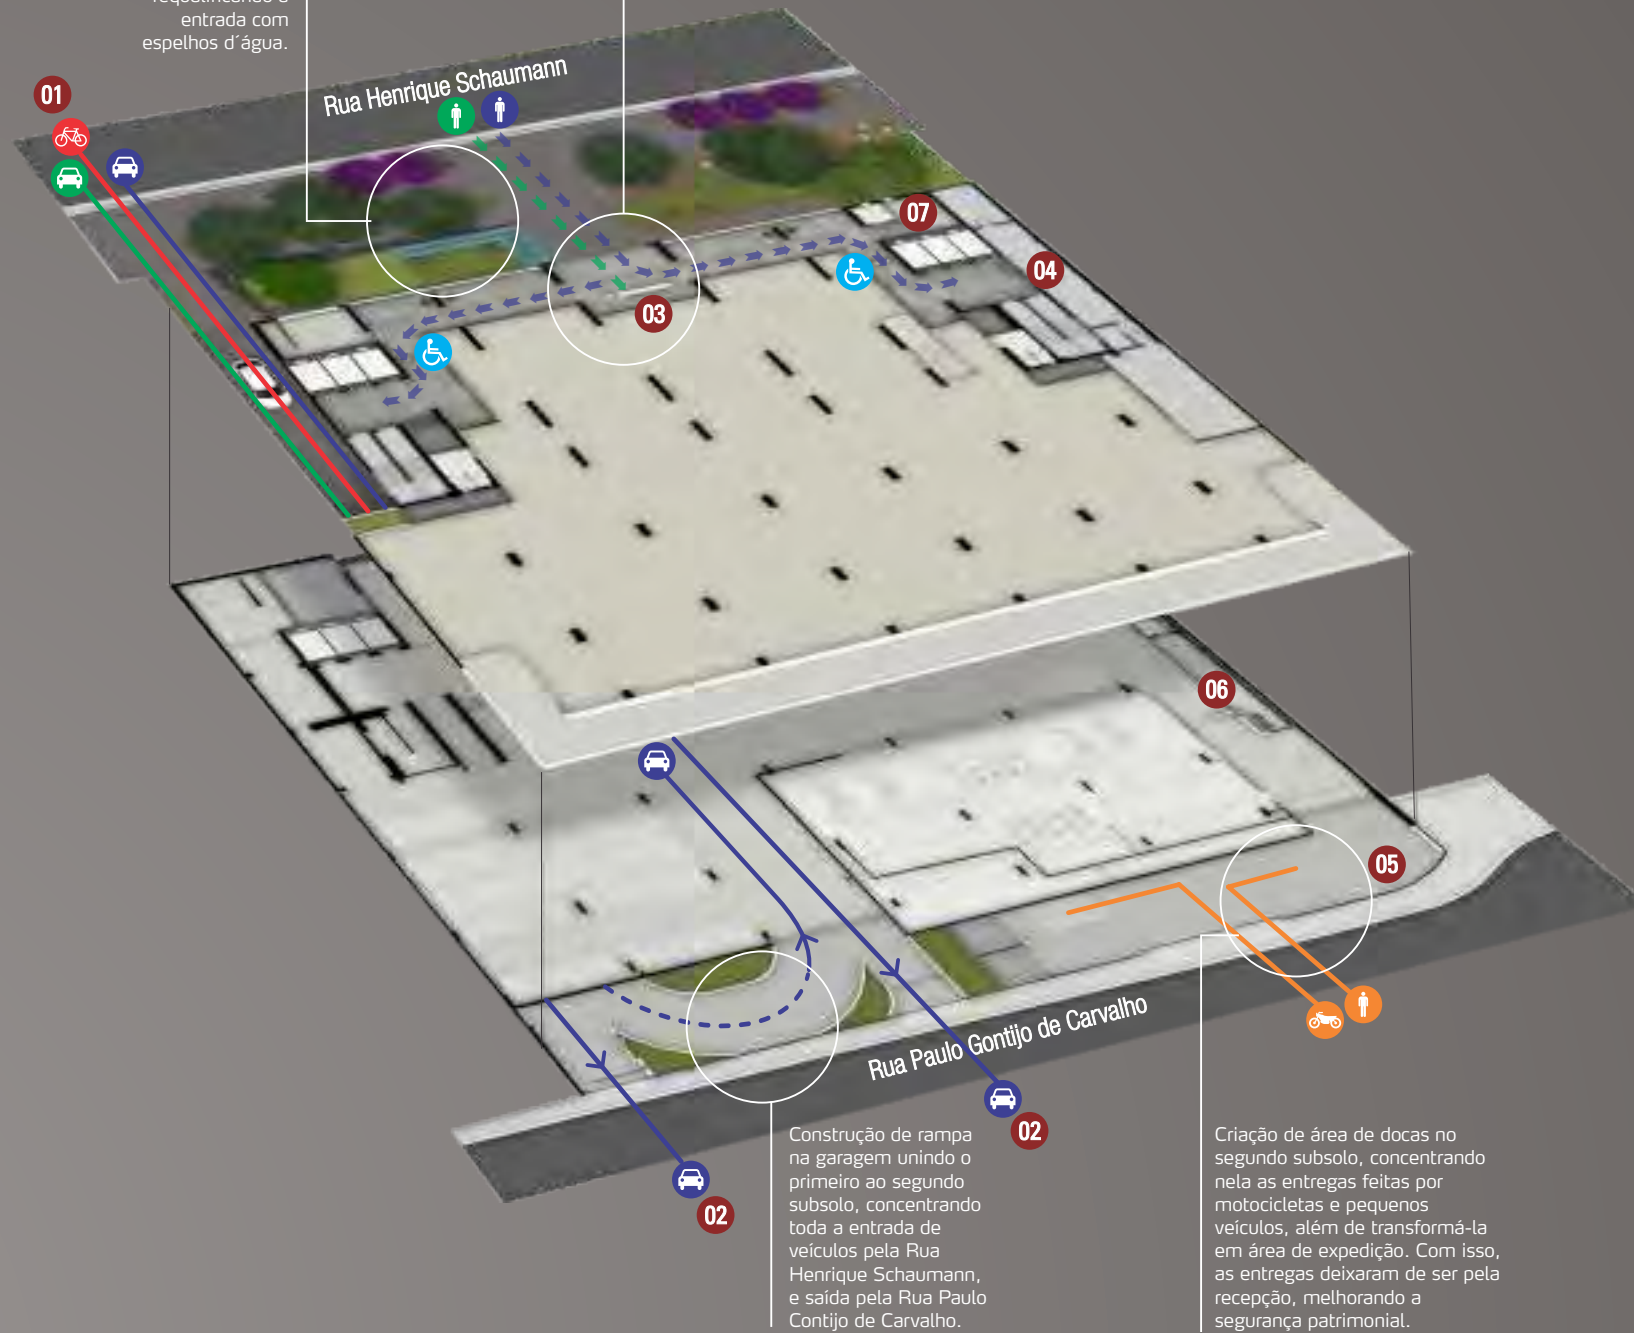 entrada com
espelhos d´água.
01
Rua Henrique Schaumann
07
04
03
06
05
Rua Paulo Gontijo de Carvalho
02
02
Construção de rampa
na garagem unindo o
primeiro ao segundo
subsolo, concentrando
toda a entrada de
veículos pela Rua
Henrique Schaumann,
e saída pela Rua Paulo
Contijo de Carvalho.
Criação de área de docas no
segundo subsolo, concentrando
nela as entregas feitas por
motocicletas e pequenos
veículos, além de transformá-la
em área de expedição. Com isso,
as entregas deixaram de ser pela
recepção, melhorando a
segurança patrimonial.